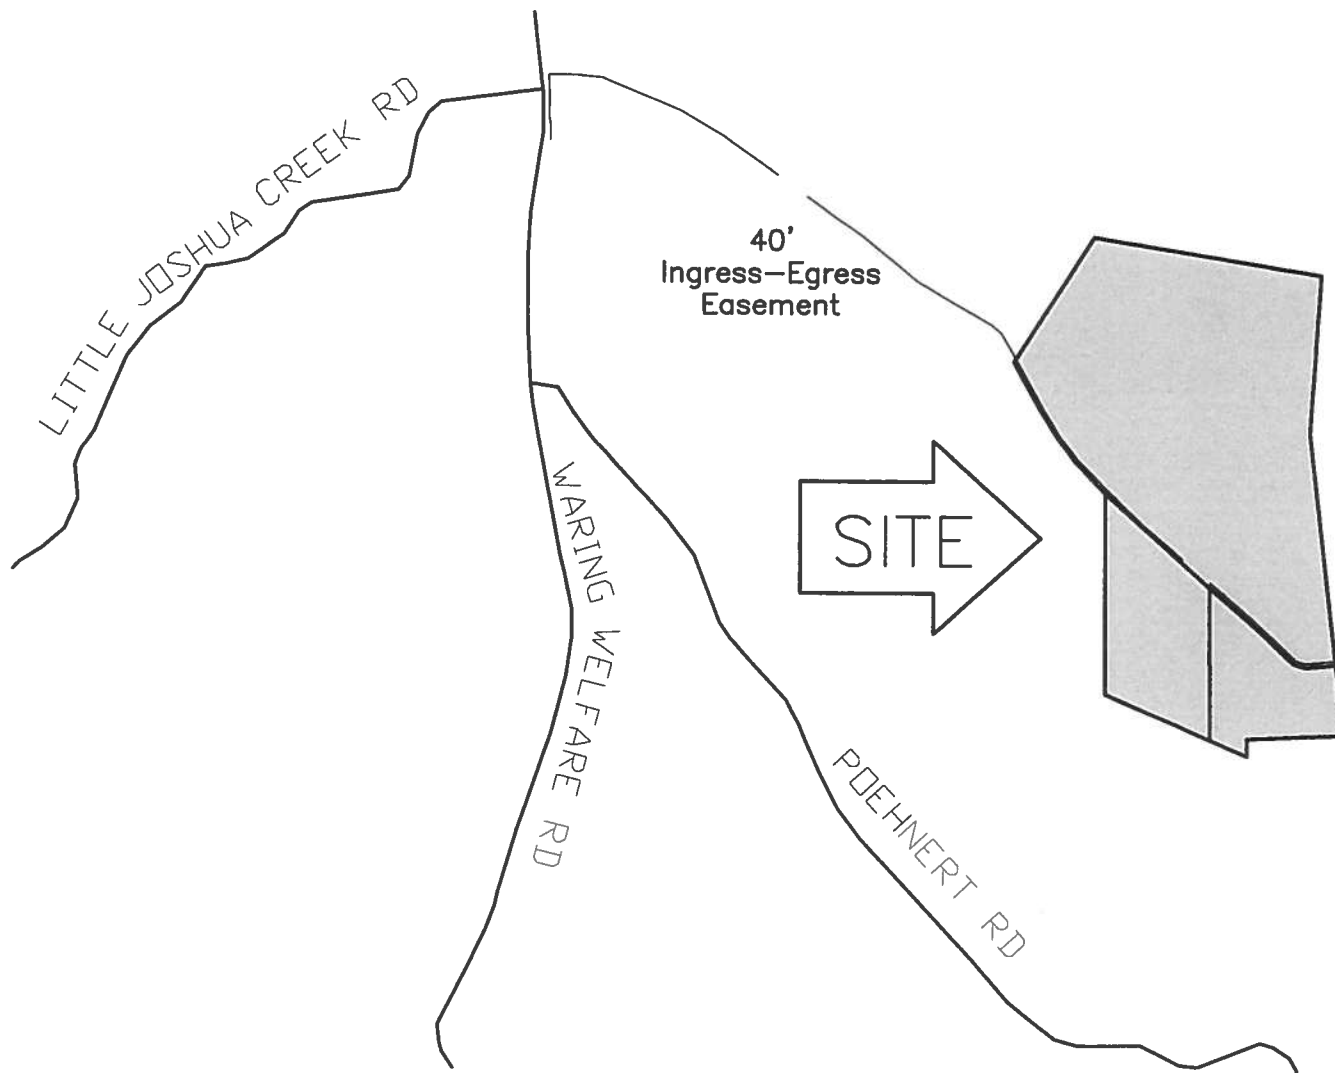 LITTLE JOSHUA CREEK RD
40'
Ingress–Egress
Easement
SITE
WARING WELFARE RD
POEHNERT RD